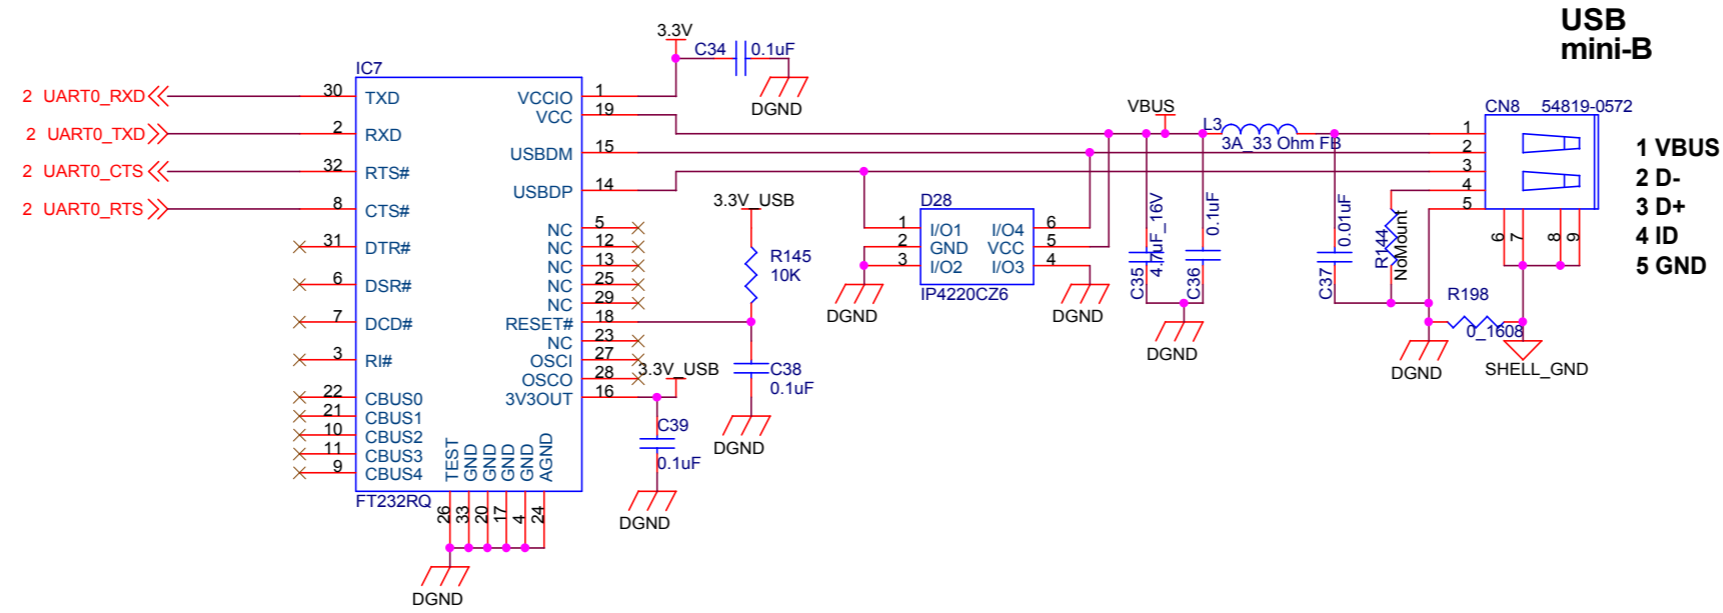 USB
mini-B
3.3V
C34
0.1uF
DGND
IC7
2 UART0_RXD
30
TXD
VCCIO
1
2 UART0_TXD
2
RXD
VCC
19
2 UART0_CTS
32
RTS#
USBDM
15
2 UART0_RTS
8
CTS#
USBDP
14
31
DTR#
6
DSR#
7
DCD#
3
RI#
22
CBUS0
21
CBUS1
10
CBUS2
11
CBUS3
9
CBUS4
NC
5
NC
12
NC
13
NC
25
NC
29
RESET#
18
NC
23
OSCI
27
OSCO
28
3V3OUT
16
TEST
GND
GND
GND
GND
AGND
26
33
20
17
4
24
FT232RQ
DGND
3.3V_USB
R145
10K
C38
0.1uF
DGND
3.3V_USB
C39
0.1uF
DGND
D28
1
I/O1
I/O4
6
2
GND
VCC
5
3
I/O2
I/O3
4
IP4220CZ6
DGND
DGND
VBUS
L3
3A_33 Ohm FB
C35
4.7uF_16V
C36
0.1uF
DGND
C37
0.01uF
R144
NoMount
DGND
R198
0_1608
SHELL_GND
CN8
54819-0572
1
2
3
4
5
6
7
8
9
1 VBUS
2 D-
3 D+
4 ID
5 GND